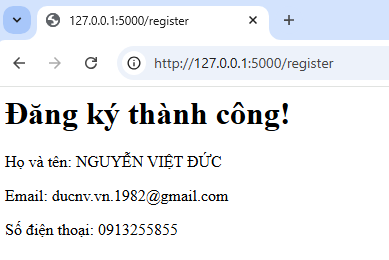 127.0.0.1:5000/register
http://127.0.0.1:5000/register
Đăng ký thành công!
Họ và tên: NGUYỄN VIỆT ĐỨC
Email: ducnv.vn.1982@gmail.com
Số điện thoại: 0913255855